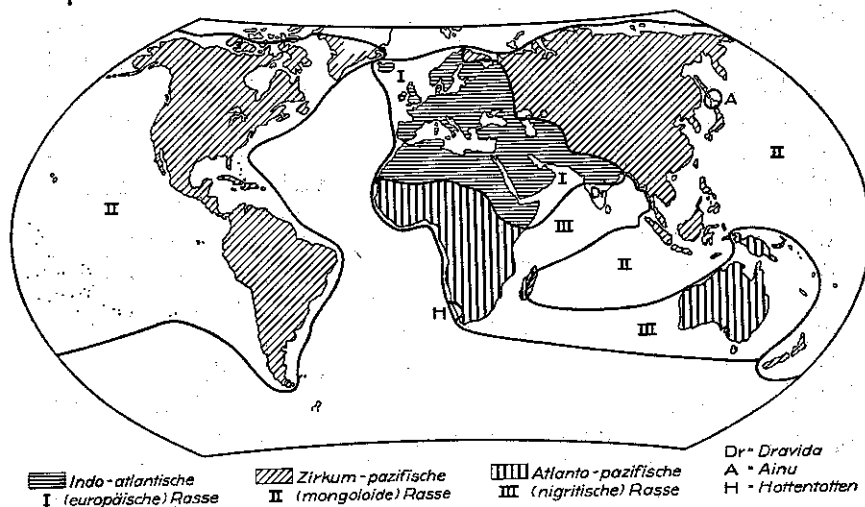 I
A
II
I
Dr
II
III
II
H
III
Indo-atlantische
I (europäische) Rasse
Zirkum-pazifische
II (mongoloide) Rasse
Atlanto-pazifische
III (nigritische) Rasse
Dr = Dravida
A = Ainu
H = Hottentotten